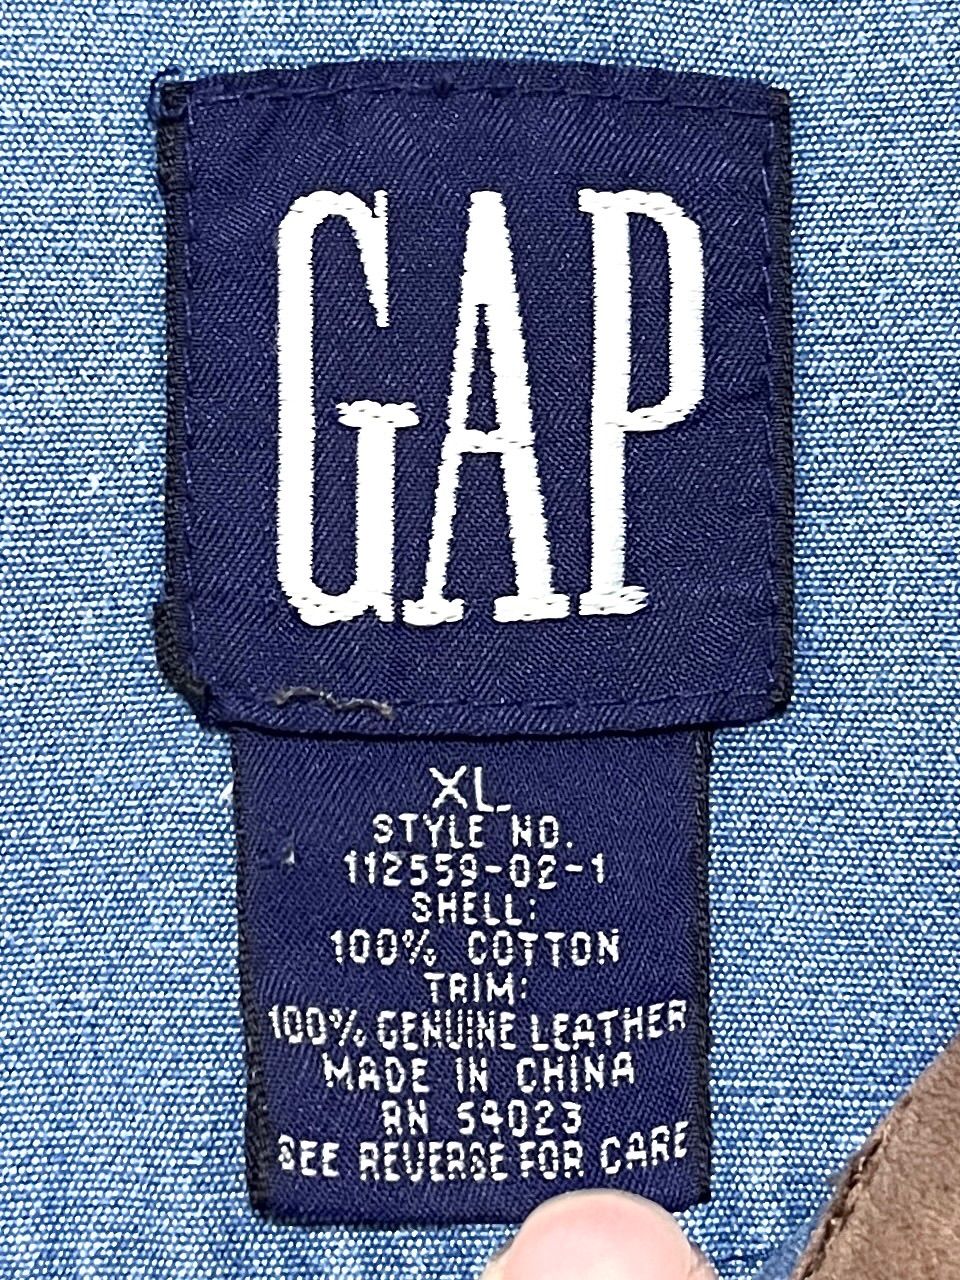 GAP
XL
STYLE NO.
112559-02-1
SHELL:
100% COTTON
TRIM:
100% GENUINE LEATHER
MADE IN CHINA
RN 54023
SEE REVERSE FOR CARE